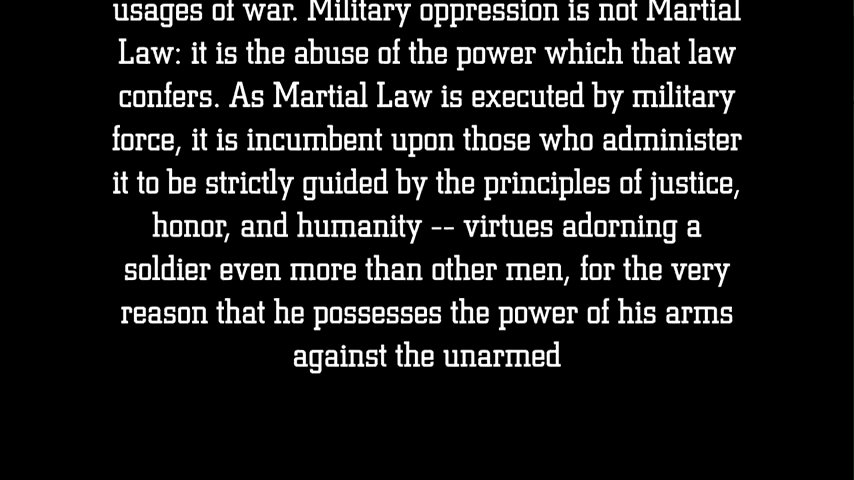 usages of war. Military oppression is not Martial
Law: it is the abuse of the power which that law
confers. As Martial Law is executed by military
force, it is incumbent upon those who administer
it to be strictly guided by the principles of justice,
honor, and humanity -- virtues adorning a
soldier even more than other men, for the very
reason that he possesses the power of his arms
against the unarmed